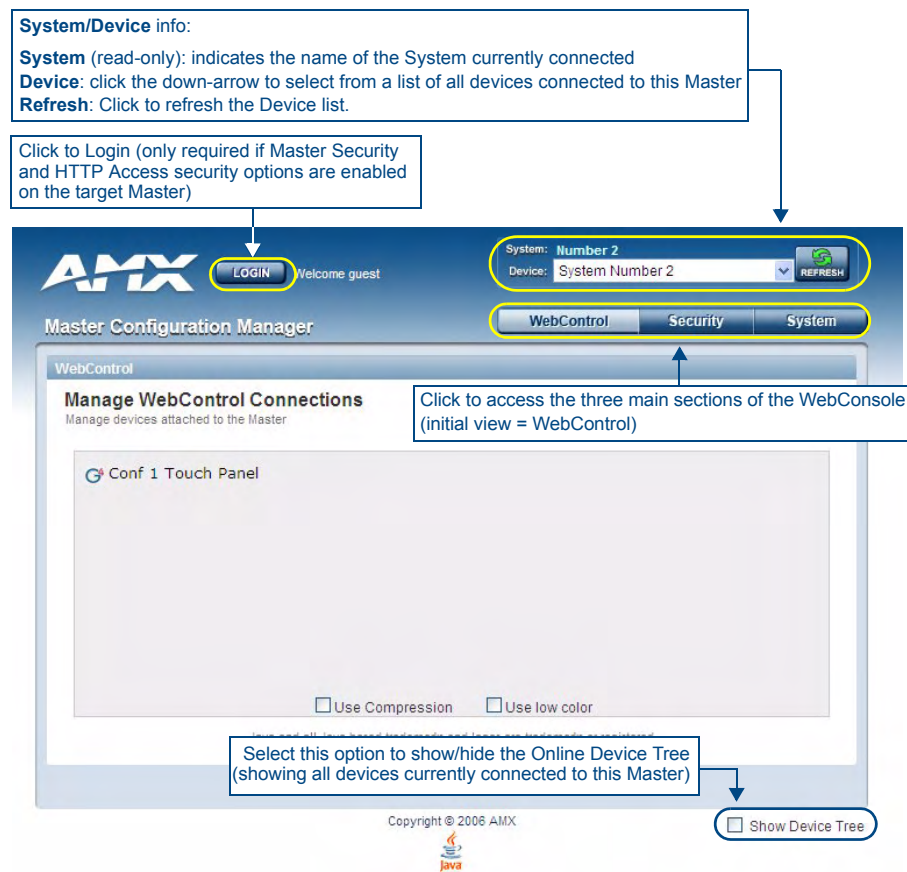 System/Device info:
System (read-only): indicates the name of the System currently connected
Device: click the down-arrow to select from a list of all devices connected to this Master
Refresh: Click to refresh the Device list.
Click to Login (only required if Master Security
and HTTP Access security options are enabled
on the target Master)
AMX
LOGIN
Welcome guest
System: Number 2
Device: System Number 2
REFRESH
Master Configuration Manager
WebControl
Security
System
WebControl
Manage WebControl Connections
Manage devices attached to the Master
Click to access the three main sections of the WebConsole
(initial view = WebControl)
Conf 1 Touch Panel
Use Compression
Use low color
Select this option to show/hide the Online Device Tree
(showing all devices currently connected to this Master)
Copyright © 2006 AMX
Show Device Tree
Java